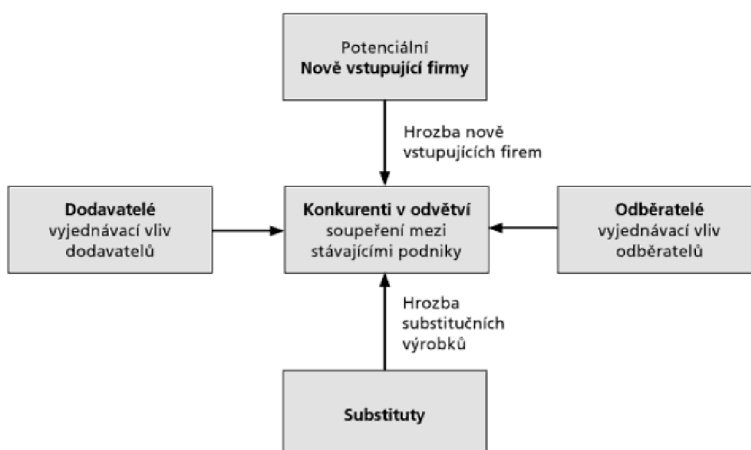 Potenciální
Nově vstupující firmy
Hrozba nově
vstupujících firem
Dodavatelé
vyjednávací vliv
dodavatelů
Konkurenti v odvětví
soupeření mezi
stávajícími podniky
Odběratelé
vyjednávací vliv
odběratelů
Hrozba
substitučních
výrobků
Substituty